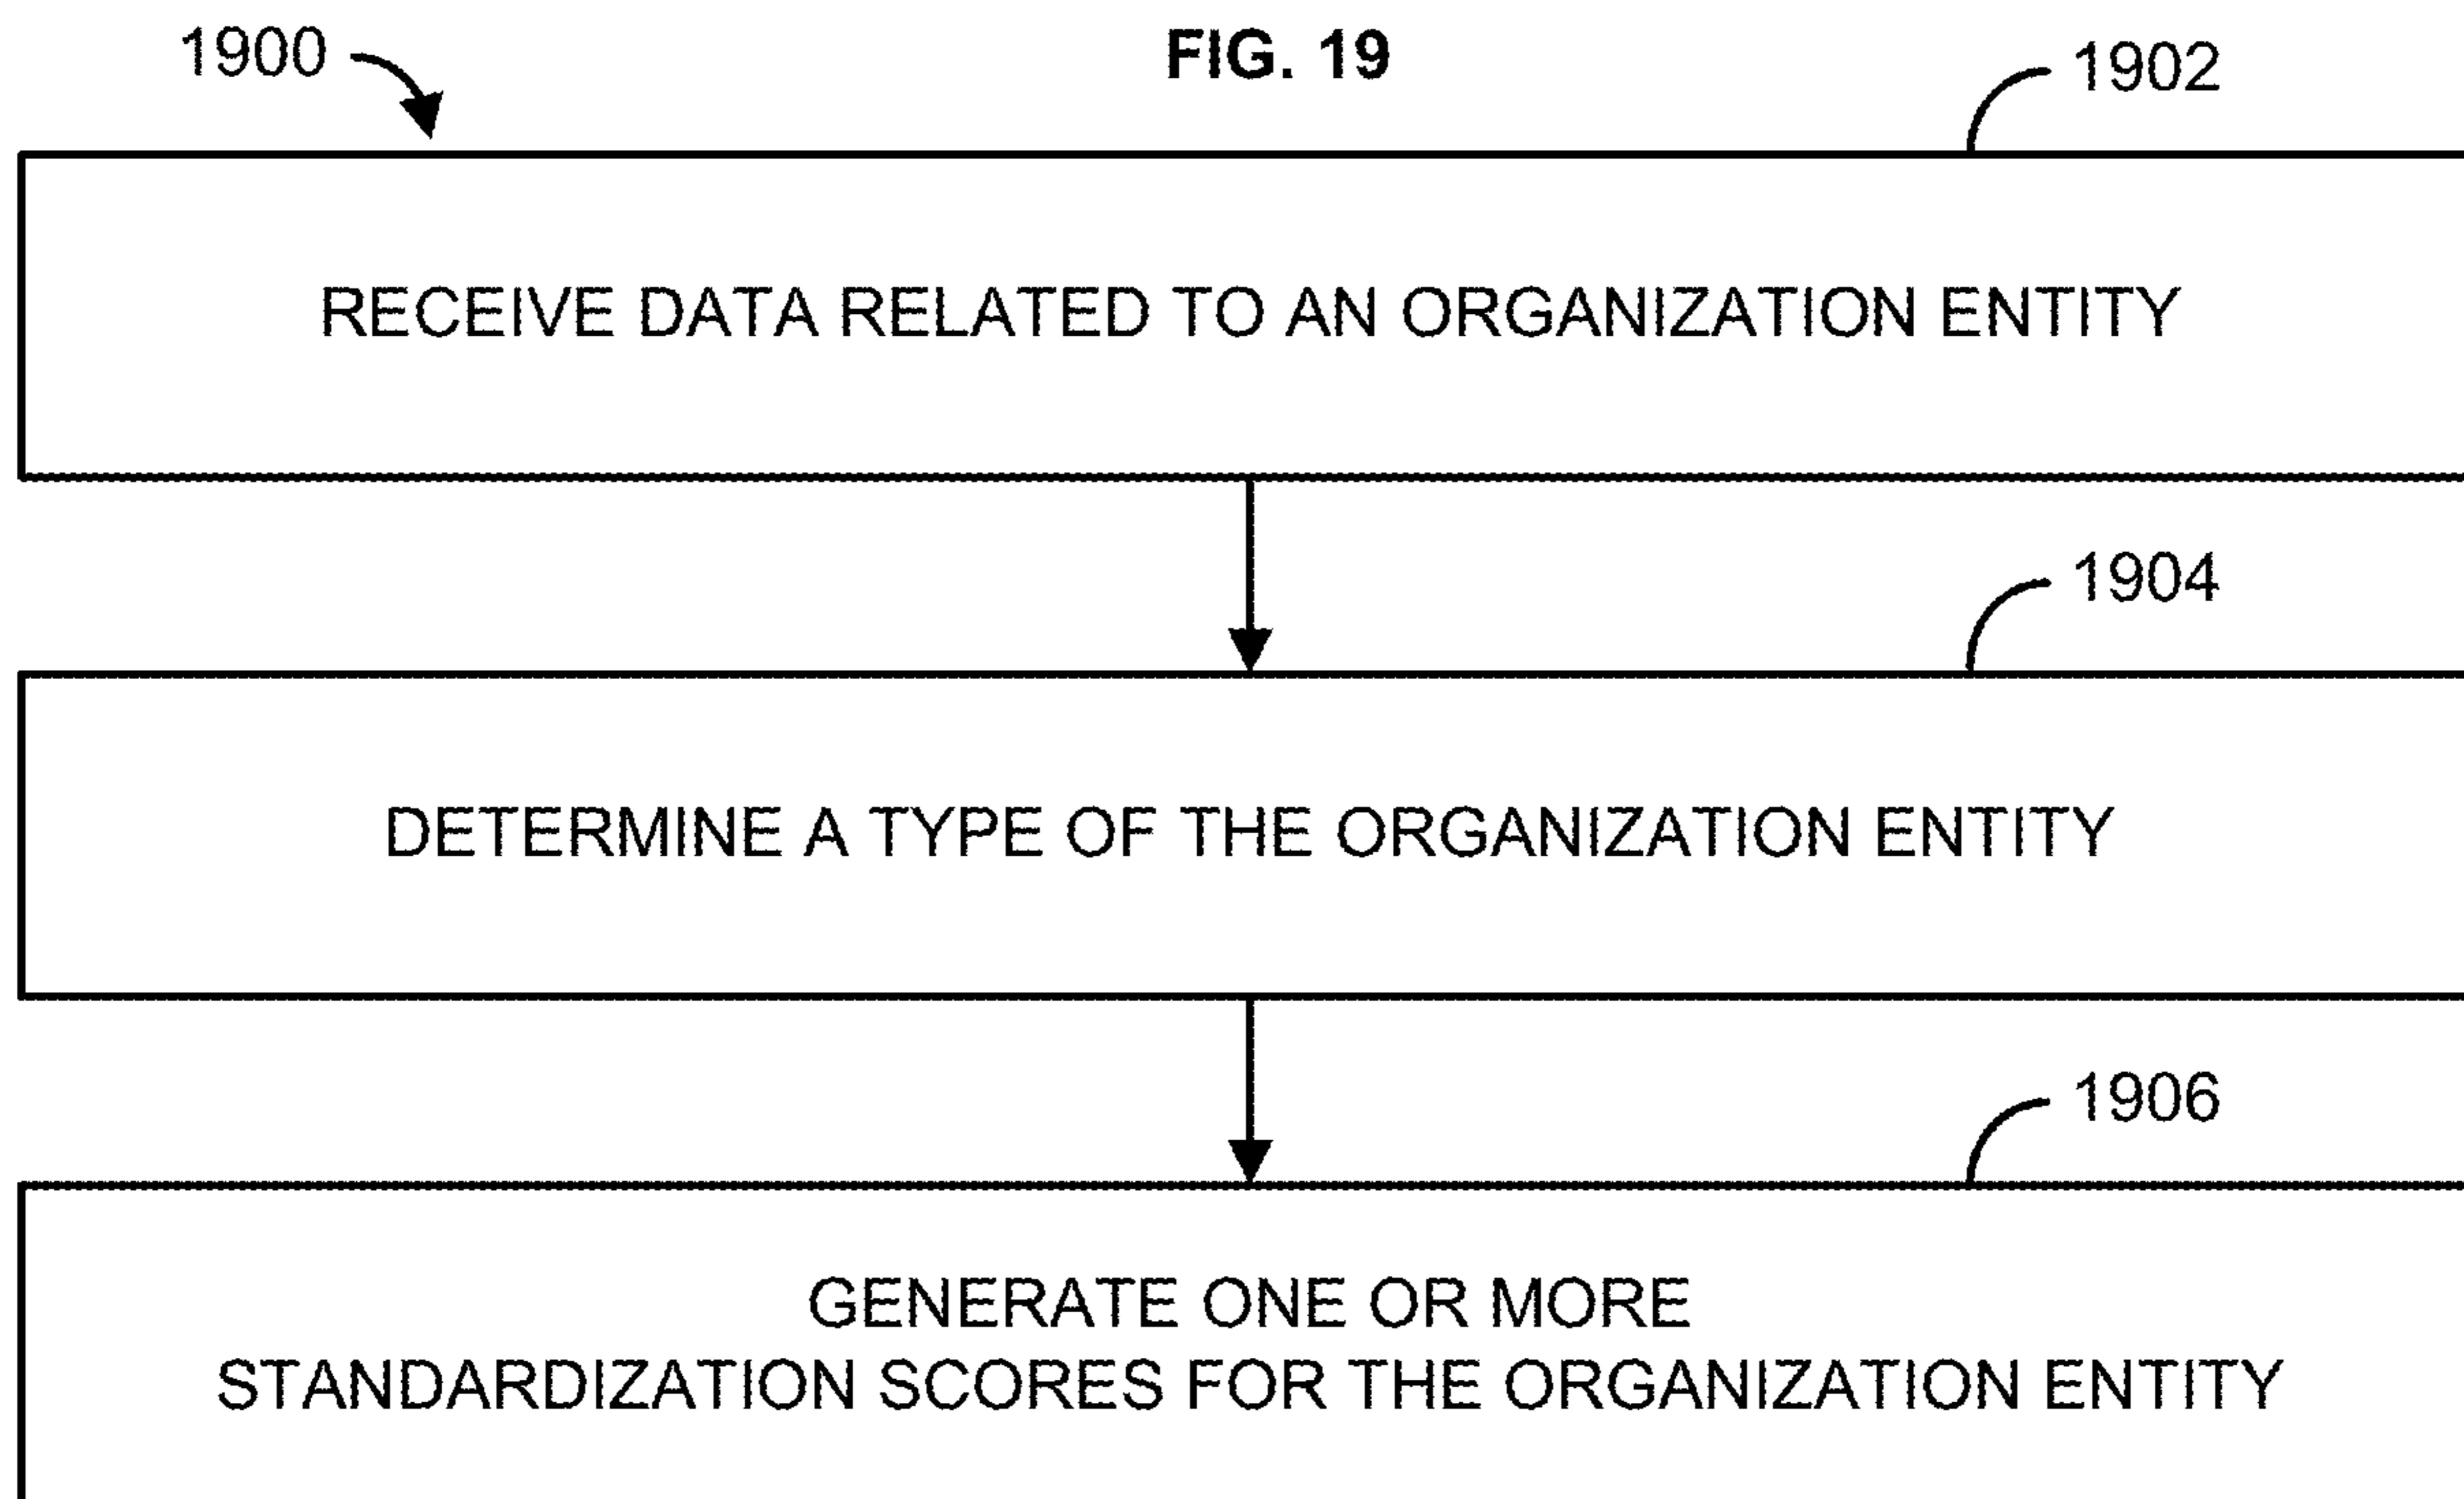 1900
FIG. 19
1902
RECEIVE DATA RELATED TO AN ORGANIZATION ENTITY
1904
DETERMINE A TYPE OF THE ORGANIZATION ENTITY
1906
GENERATE ONE OR MORE
STANDARDIZATION SCORES FOR THE ORGANIZATION ENTITY